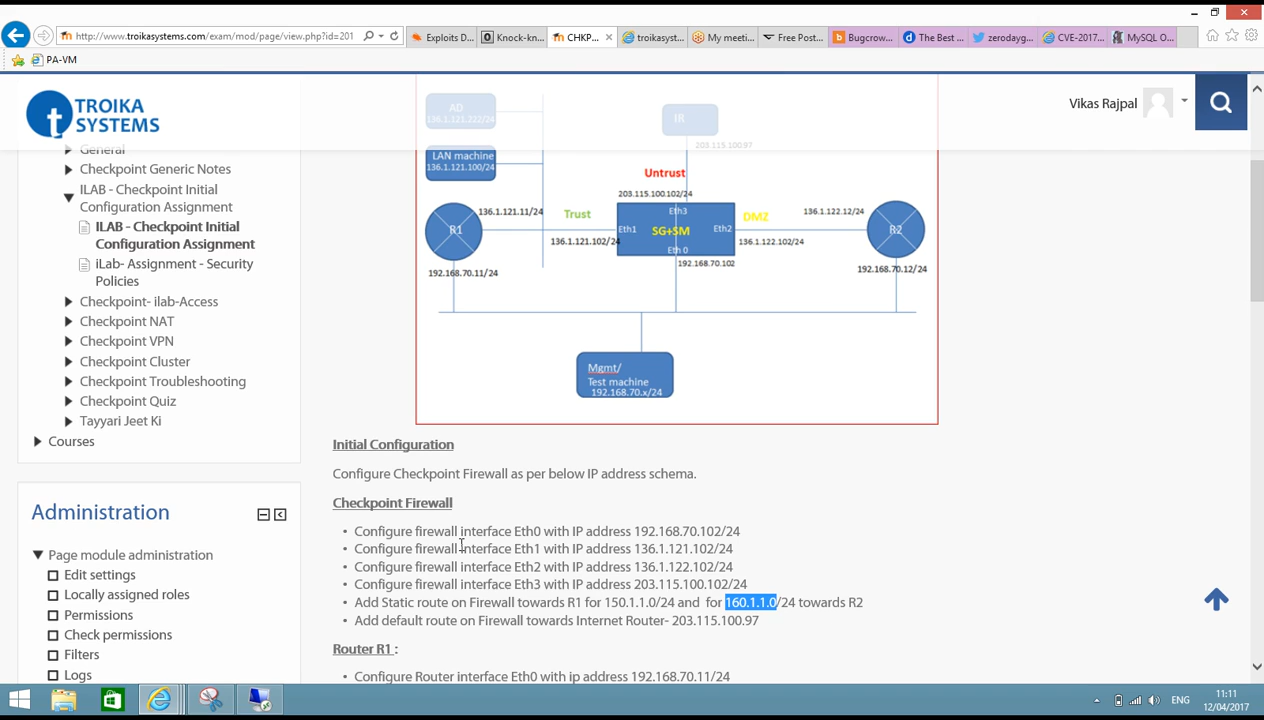 http://www.troikasystems.com/exam/mod/page/view.php?id=201
Exploits D...
Knock-kn...
CHKP...
troikasyst...
My meeti...
Free Post...
Bugcrow...
The Best ...
zerodayg...
CVE-2017...
MySQL O...
PA-VM
TROIKA
SYSTEMS
Vikas Rajpal
General
Checkpoint Generic Notes
ILAB - Checkpoint Initial
Configuration Assignment
ILAB - Checkpoint Initial
Configuration Assignment
iLab- Assignment - Security
Policies
Checkpoint- ilab-Access
Checkpoint NAT
Checkpoint VPN
Checkpoint Cluster
Checkpoint Troubleshooting
Checkpoint Quiz
Tayyari Jeet Ki
Courses
Administration
Page module administration
Edit settings
Locally assigned roles
Permissions
Check permissions
Filters
Logs
AD
136.1.121.222/24
IR
203.115.100.97
LAN machine
136.1.121.100/24
Untrust
203.115.100.102/24
136.1.121.11/24
Trust
Eth3
DMZ
136.1.122.12/24
R1
Eth1
SG+SM
Eth2
R2
136.1.121.102/24
136.1.122.102/24
Eth 0
192.168.70.11/24
192.168.70.102
192.168.70.12/24
Mgmt/
Test machine
192.168.70.x/24
Initial Configuration
Configure Checkpoint Firewall as per below IP address schema.
Checkpoint Firewall
• Configure firewall interface Eth0 with IP address 192.168.70.102/24
• Configure firewall interface Eth1 with IP address 136.1.121.102/24
• Configure firewall interface Eth2 with IP address 136.1.122.102/24
• Configure firewall interface Eth3 with IP address 203.115.100.102/24
• Add Static route on Firewall towards R1 for 150.1.1.0/24 and for 160.1.1.0/24 towards R2
• Add default route on Firewall towards Internet Router- 203.115.100.97
Router R1 :
• Configure Router interface Eth0 with ip address 192.168.70.11/24
ENG
11:11
12/04/2017